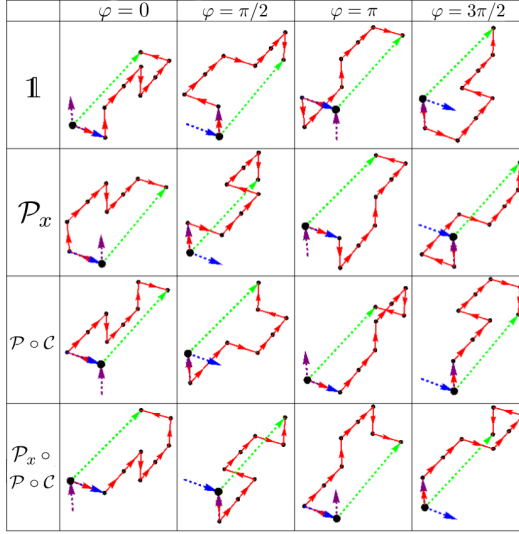 φ = 0 φ = π/2 φ = π φ = 3π/2
𝟙
𝒫ₓ
𝒫 ∘ 𝒞
𝒫ₓ ∘
𝒫 ∘ 𝒞